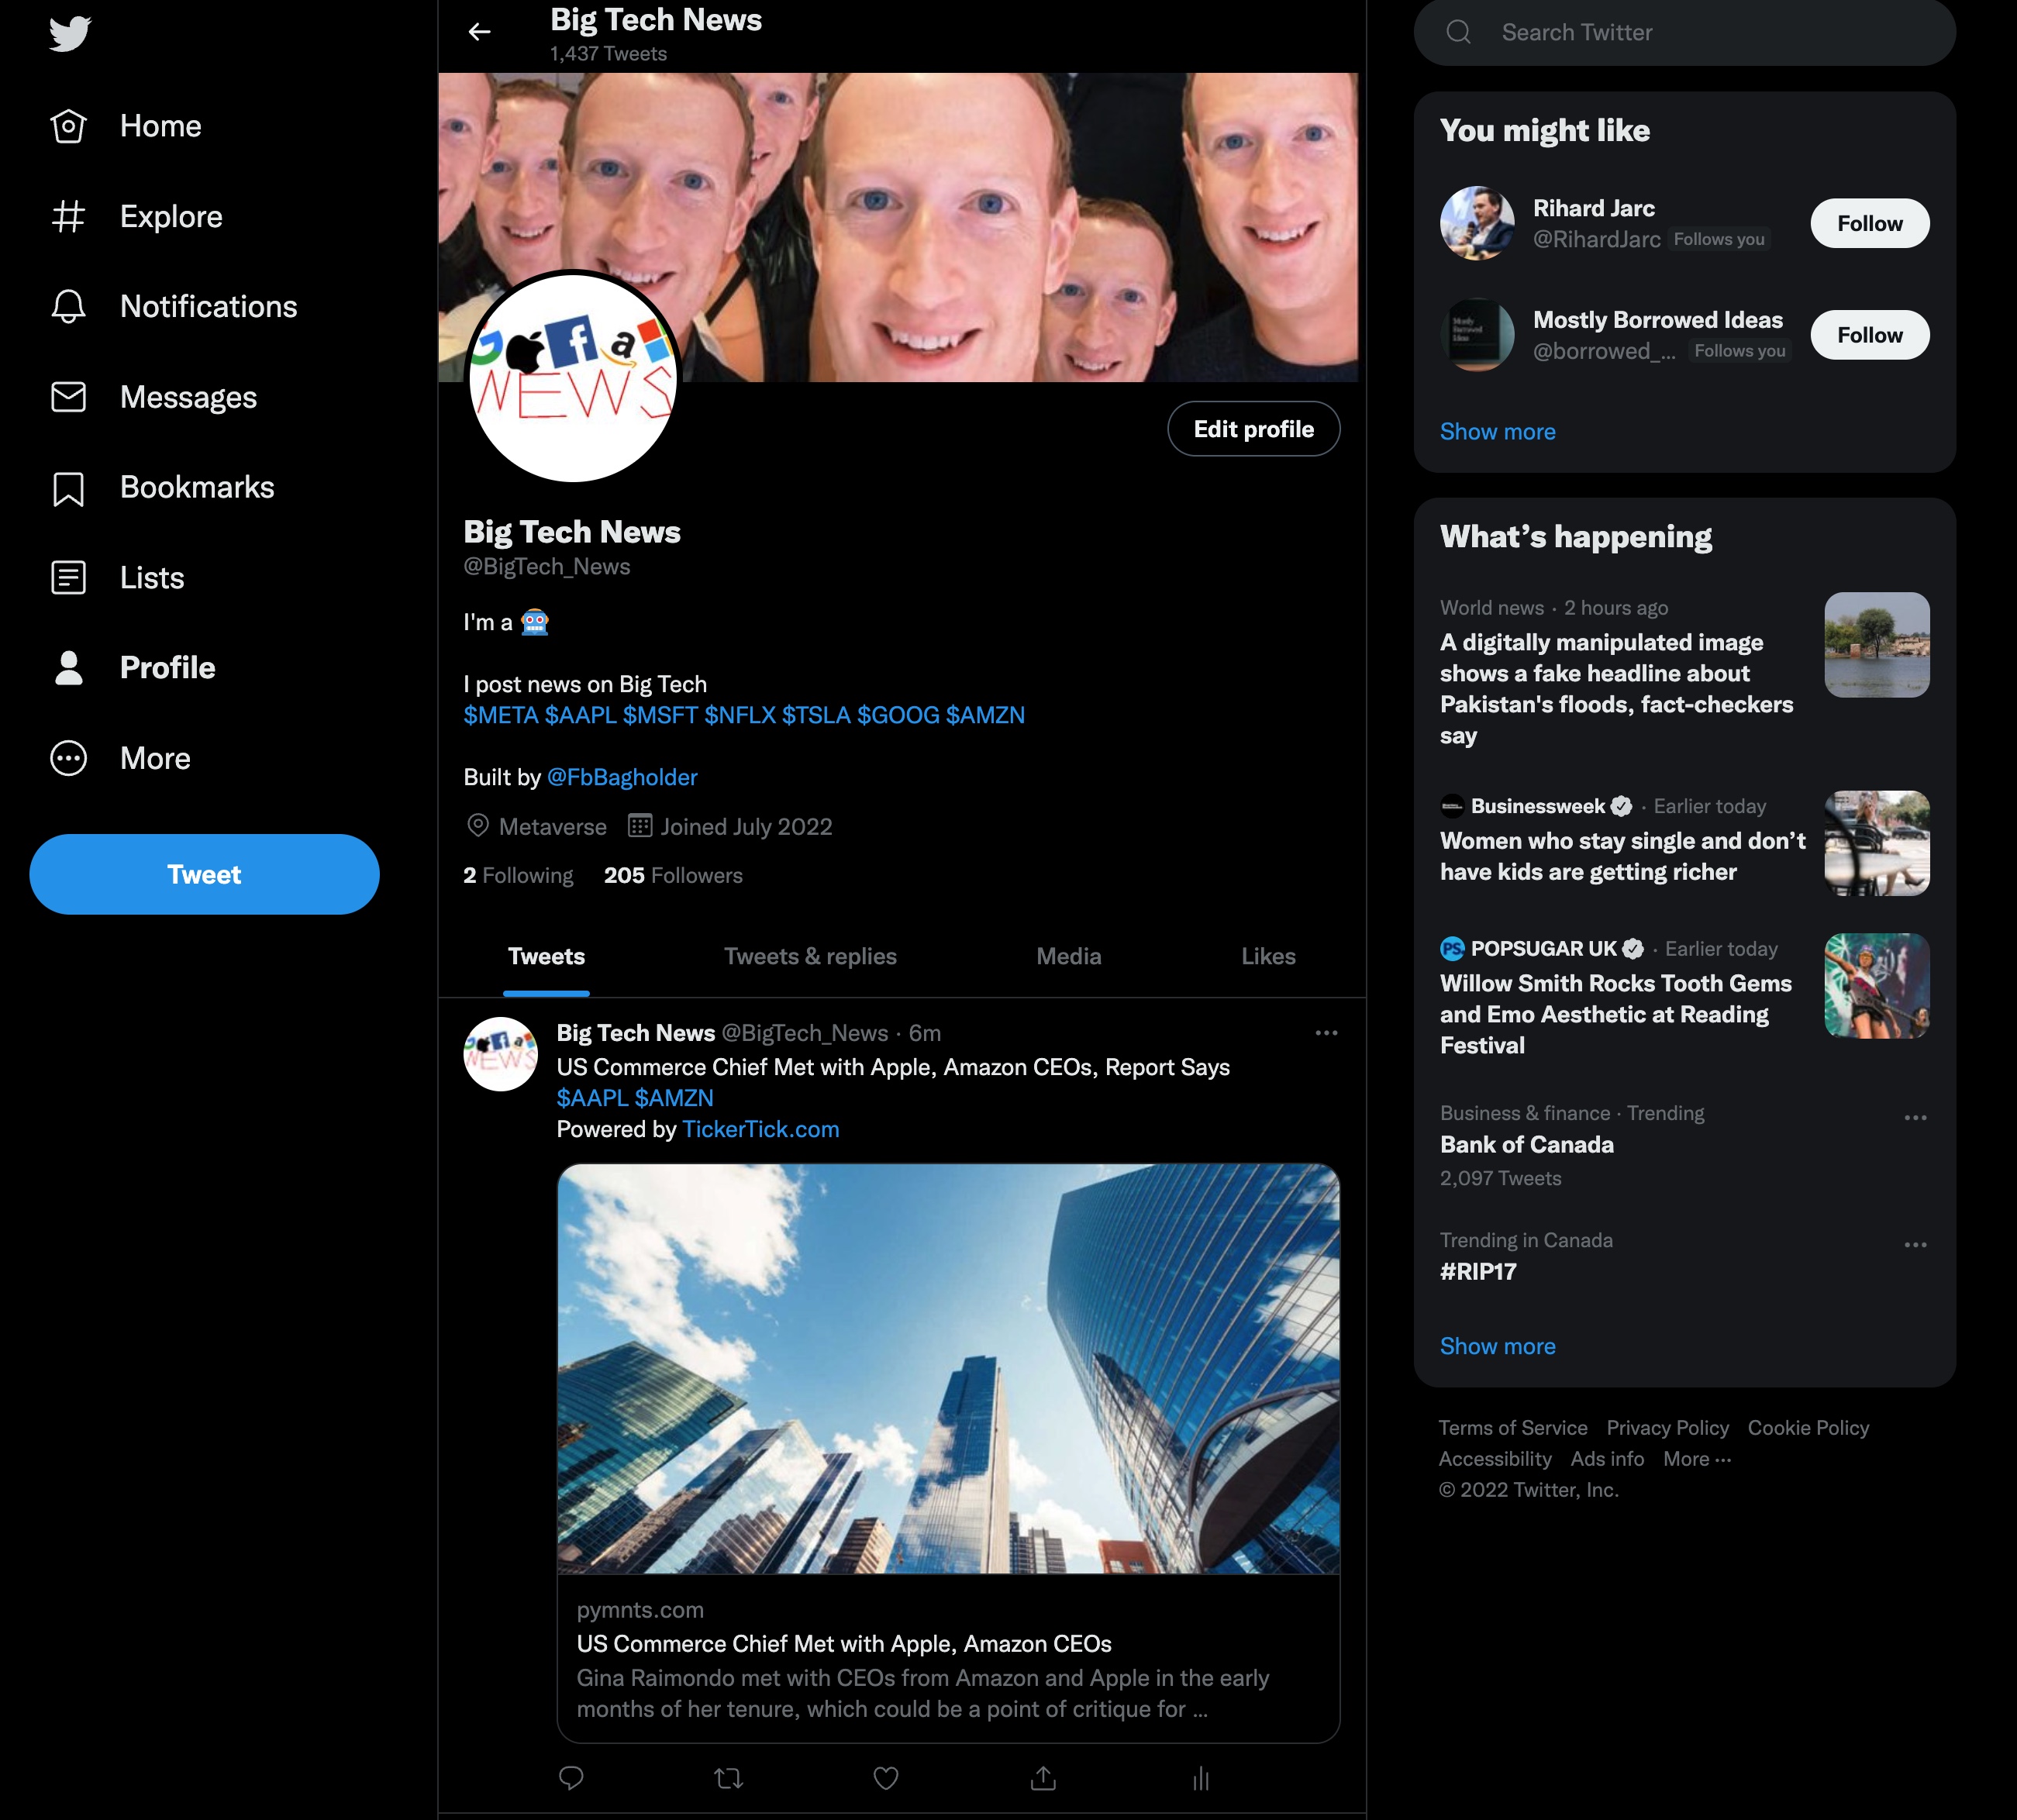 Home
Explore
Notifications
Messages
Bookmarks
Lists
Profile
More
Tweet
Big Tech News
1,437 Tweets
f
a
NEWS
Edit profile
Big Tech News
@BigTech_News
I'm a
I post news on Big Tech
$META $AAPL $MSFT $NFLX $TSLA $GOOG $AMZN
Built by @FbBagholder
Metaverse Joined July 2022
2 Following 205 Followers
Tweets Tweets & replies Media Likes
Big Tech News @BigTech_News · 6m
US Commerce Chief Met with Apple, Amazon CEOs, Report Says
$AAPL $AMZN
Powered by TickerTick.com
pymnts.com
US Commerce Chief Met with Apple, Amazon CEOs
Gina Raimondo met with CEOs from Amazon and Apple in the early
months of her tenure, which could be a point of critique for ...
Search Twitter
You might like
Rihard Jarc
@RihardJarc Follows you
Follow
Mostly Borrowed Ideas
@borrowed_... Follows you
Follow
Show more
What’s happening
World news · 2 hours ago
A digitally manipulated image
shows a fake headline about
Pakistan's floods, fact-checkers
say
Businessweek · Earlier today
Women who stay single and don’t
have kids are getting richer
PS POPSUGAR UK · Earlier today
Willow Smith Rocks Tooth Gems
and Emo Aesthetic at Reading
Festival
Business & finance · Trending
Bank of Canada
2,097 Tweets
Trending in Canada
#RIP17
Show more
Terms of Service Privacy Policy Cookie Policy
Accessibility Ads info More ...
© 2022 Twitter, Inc.